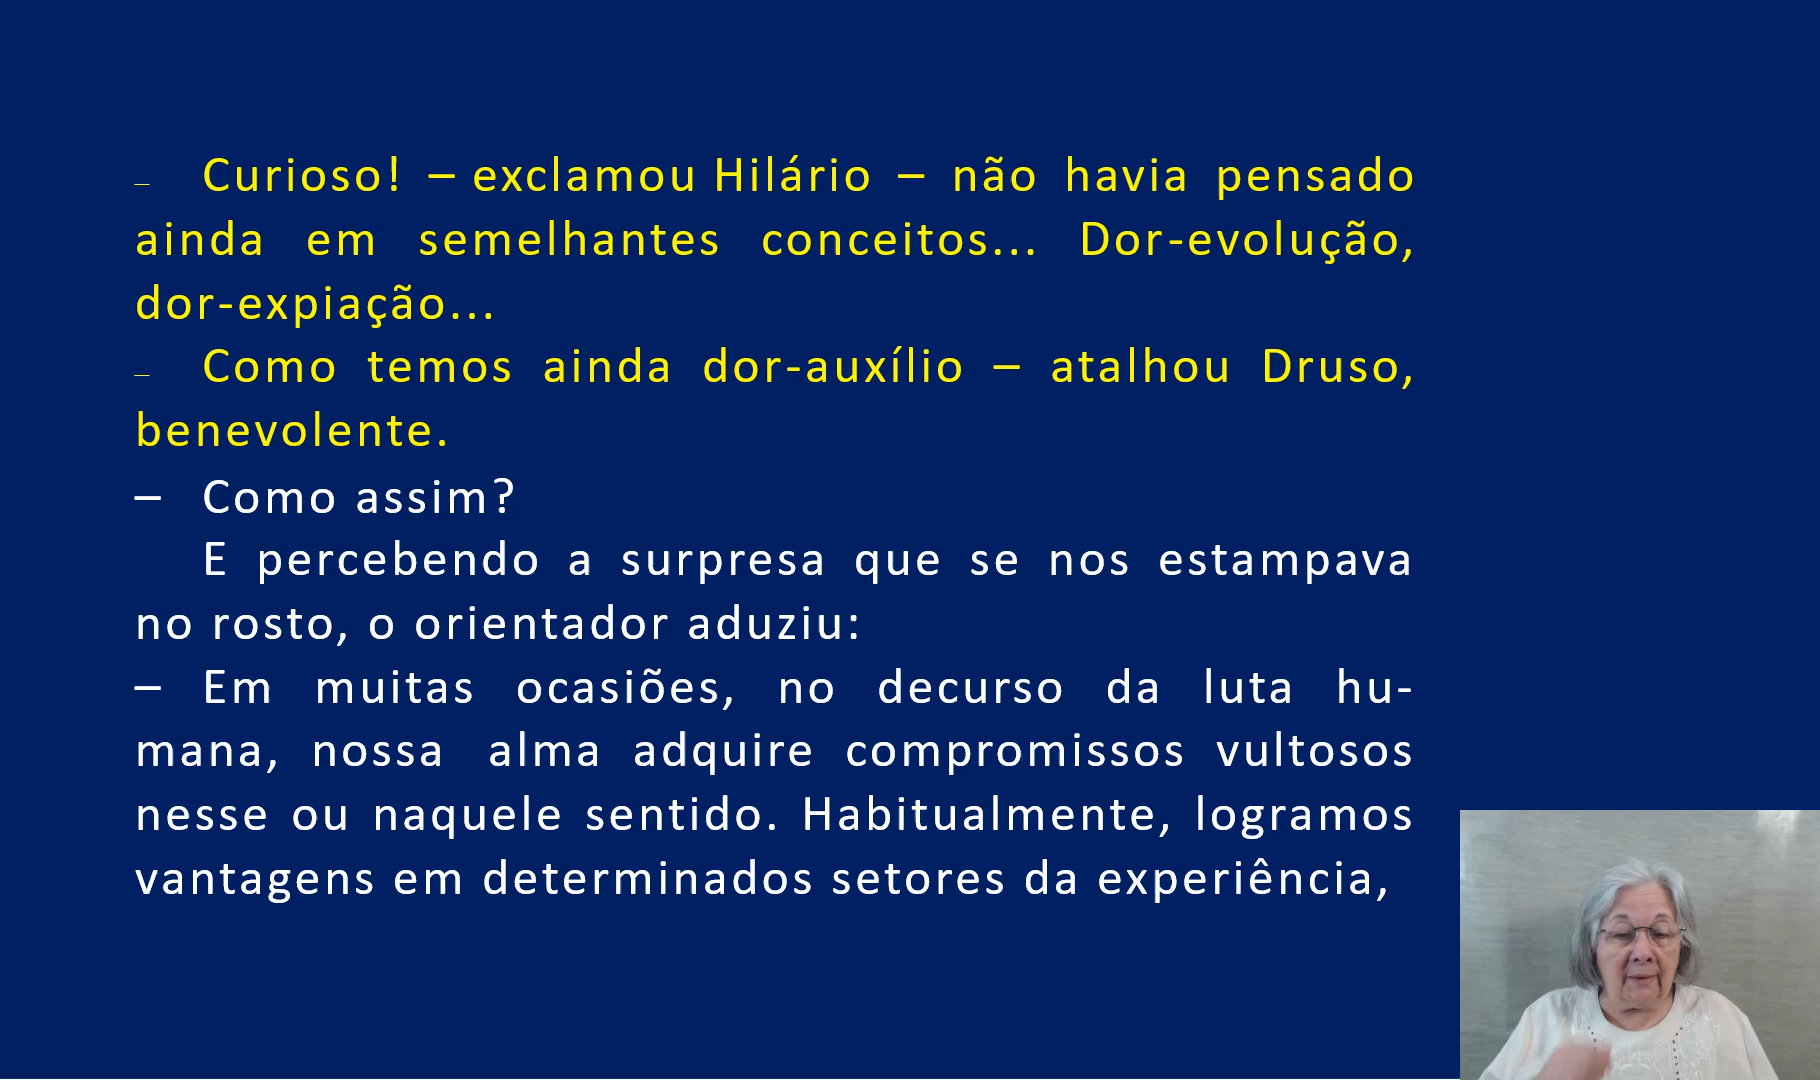 – Curioso! – exclamou Hilário – não havia pensado
ainda em semelhantes conceitos... Dor-evolução,
dor-expiação...
– Como temos ainda dor-auxílio – atalhou Druso,
benevolente.
– Como assim?
E percebendo a surpresa que se nos estampava
no rosto, o orientador aduziu:
– Em muitas ocasiões, no decurso da luta hu-
mana, nossa alma adquire compromissos vultosos
nesse ou naquele sentido. Habitualmente, logramos
vantagens em determinados setores da experiência,